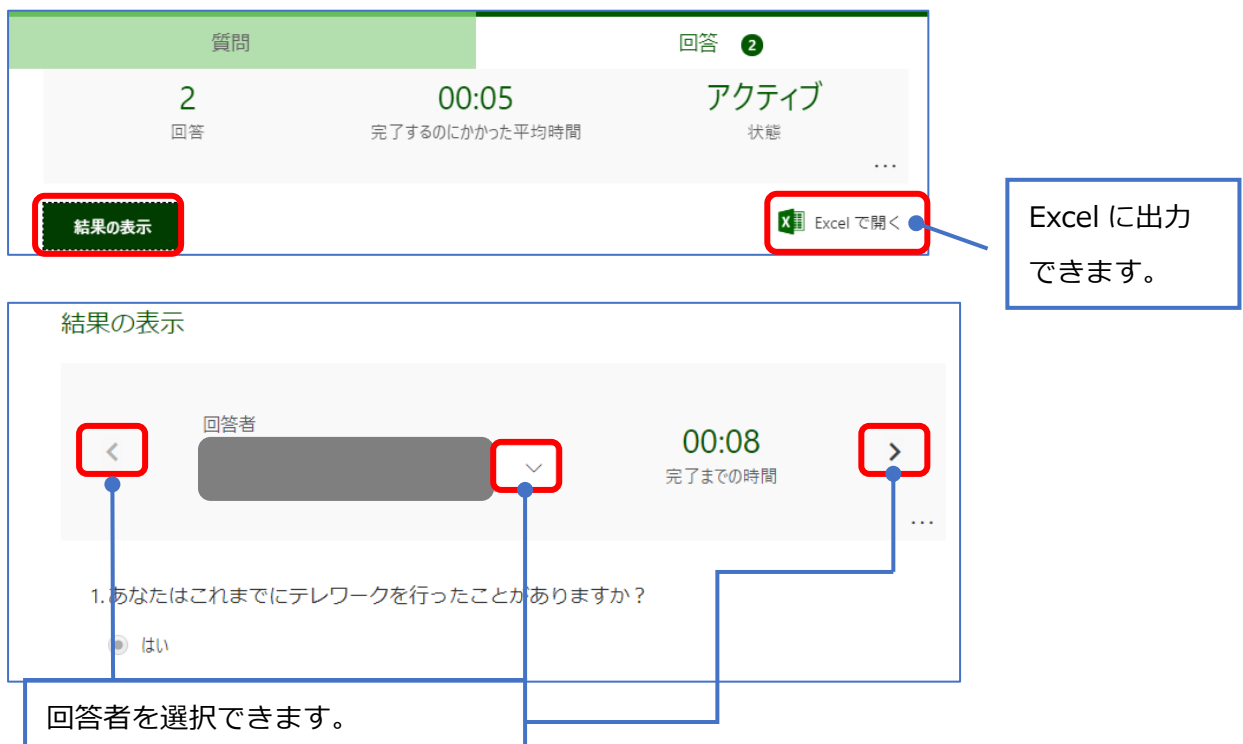 質問
回答 2
2
回答
00:05
完了するのにかかった平均時間
アクティブ
状態
...
結果の表示
Excel で開く
Excel に出力
できます。
結果の表示
回答者
00:08
完了までの時間
...
1. あなたはこれまでにテレワークを行ったことがありますか？
はい
回答者を選択できます。